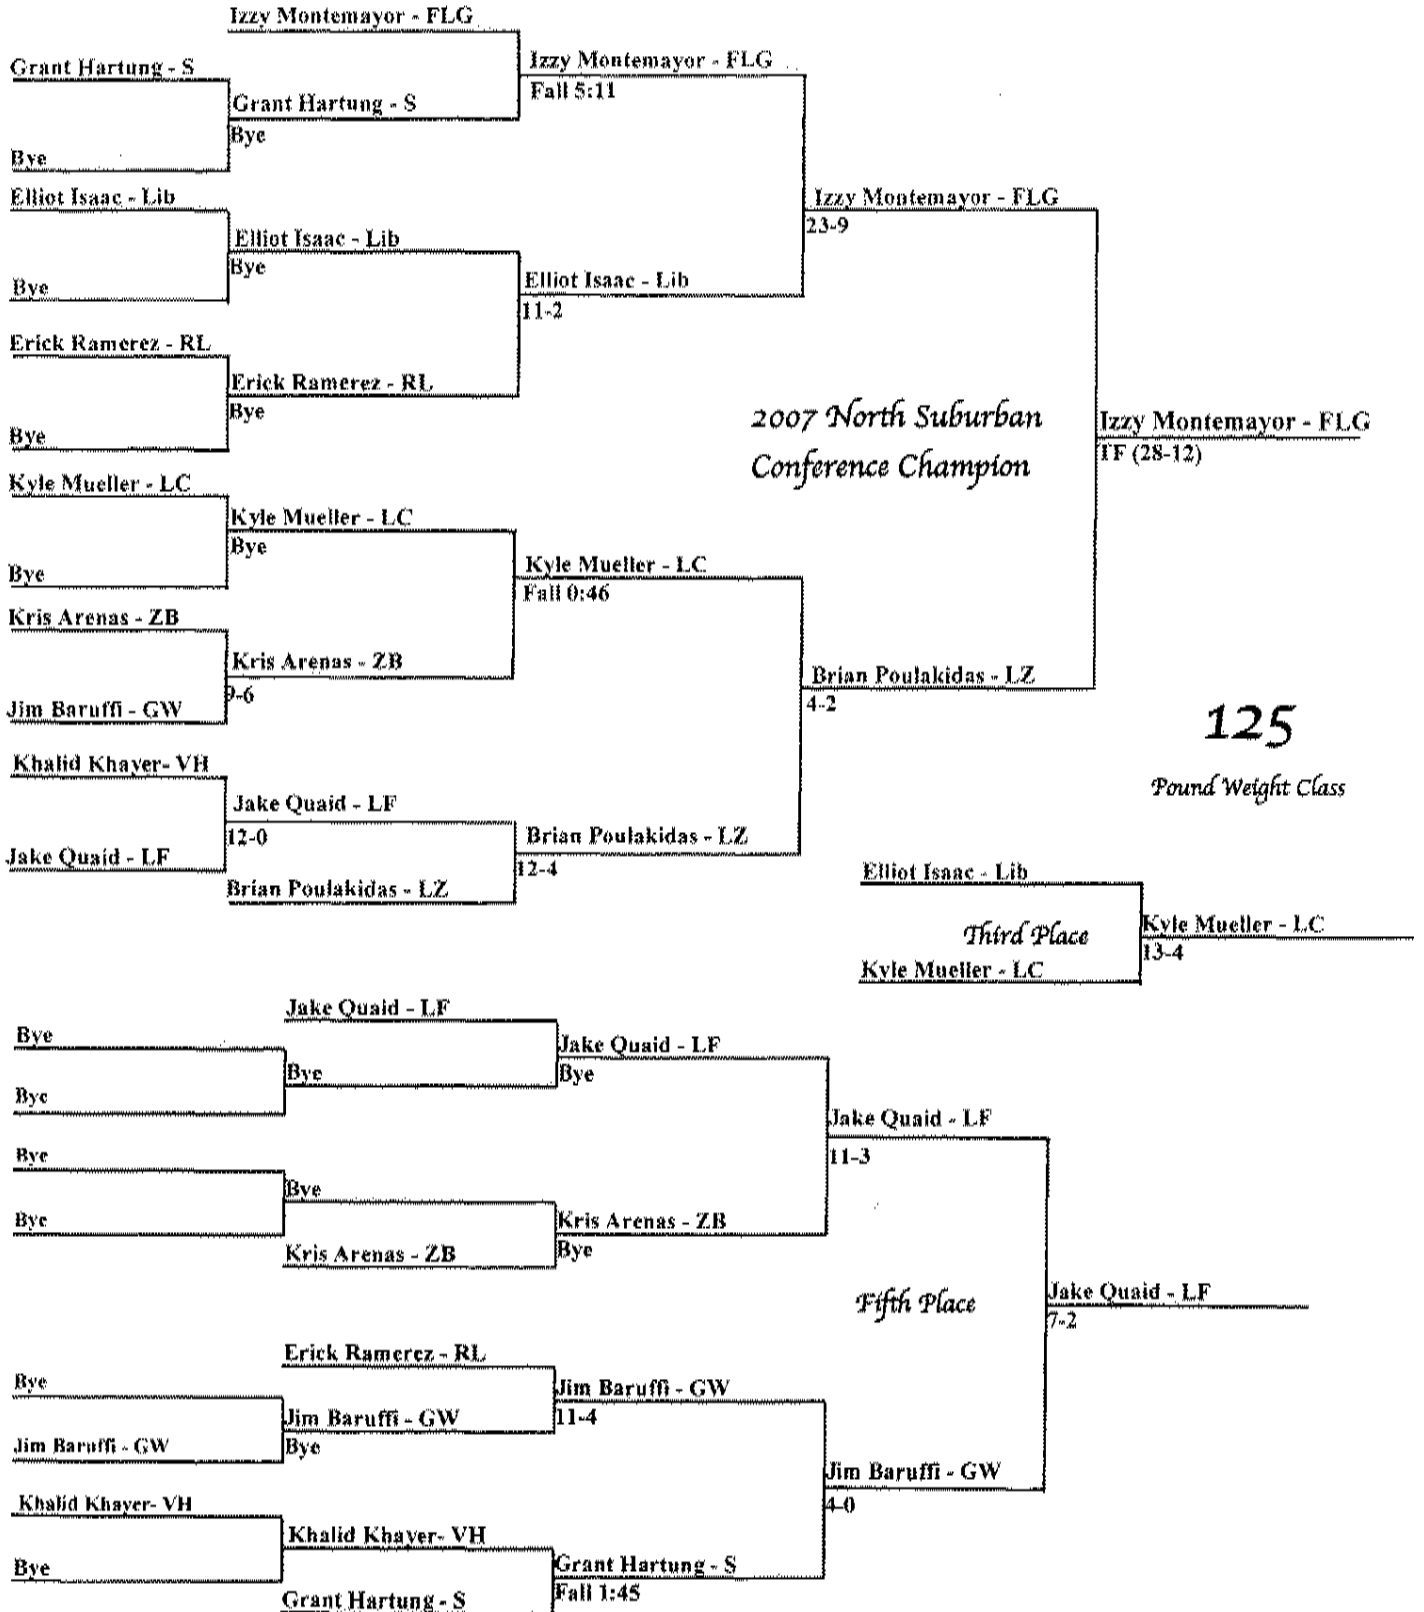 Izzy Montemayor - FLG
Grant Hartung - S
Izzy Montemayor - FLG
Fall 5:11
Grant Hartung - S
Bye
Bye
Elliot Isaac - Lib
Izzy Montemayor - FLG
23-9
Elliot Isaac - Lib
Bye
Bye
Elliot Isaac - Lib
11-2
Erick Ramerez - RL
Erick Ramerez - RL
Bye
Bye
2007 North Suburban
Conference Champion
Izzy Montemayor - FLG
TF (28-12)
Kyle Mueller - LC
Kyle Mueller - LC
Bye
Bye
Kyle Mueller - LC
Fall 0:46
Kris Arenas - ZB
Kris Arenas - ZB
9-6
Jim Baruffi - GW
Brian Poulakidas - LZ
4-2
125
Pound Weight Class
Khalid Khayer- VH
Jake Quaid - LF
12-0
Jake Quaid - LF
Brian Poulakidas - LZ
12-4
Brian Poulakidas - LZ
Elliot Isaac - Lib
Third Place
Kyle Mueller - LC
13-4
Kyle Mueller - LC
Jake Quaid - LF
Bye
Jake Quaid - LF
Bye
Bye
Bye
Jake Quaid - LF
11-3
Bye
Bye
Bye
Kris Arenas - ZB
Bye
Kris Arenas - ZB
Fifth Place
Jake Quaid - LF
7-2
Erick Ramerez - RL
Bye
Jim Baruffi - GW
11-4
Jim Baruffi - GW
Bye
Jim Baruffi - GW
Jim Baruffi - GW
4-0
Khalid Khayer- VH
Khalid Khayer- VH
Bye
Grant Hartung - S
Fall 1:45
Grant Hartung - S